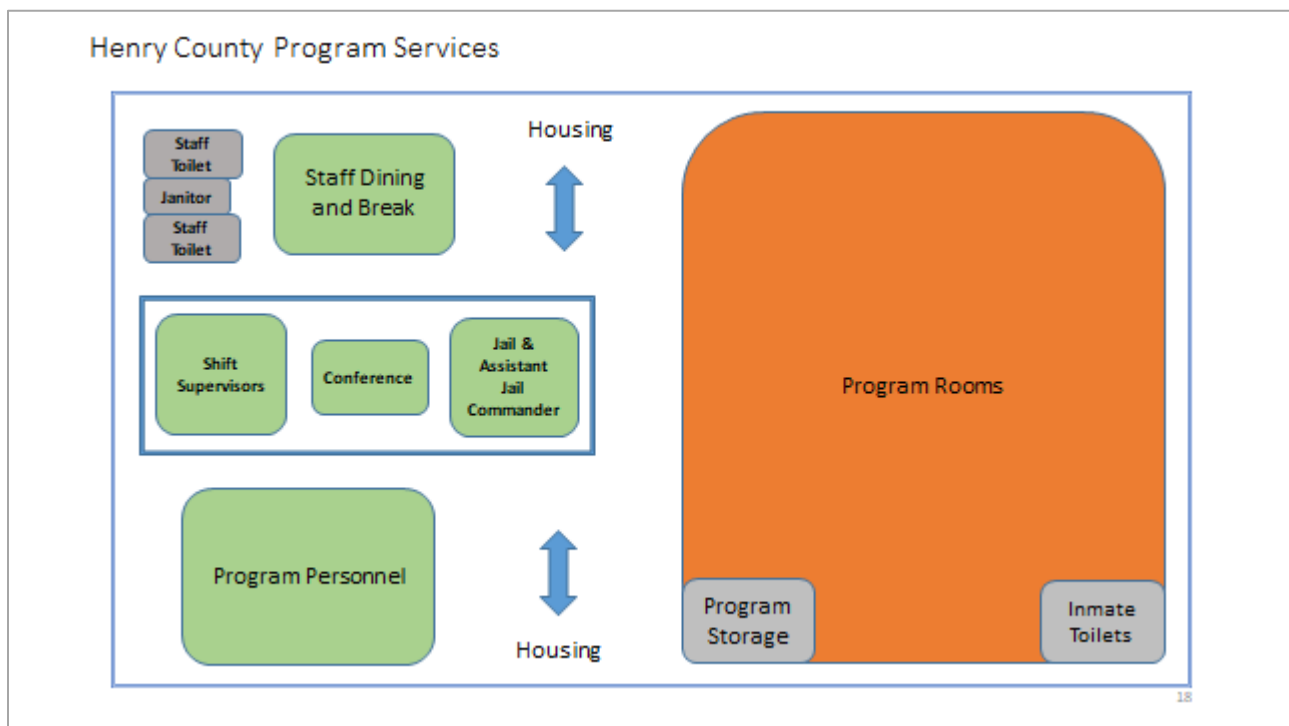 Henry County Program Services
Staff
Toilet
Janitor
Staff
Toilet
Staff Dining
and Break
Housing
Shift
Supervisors
Conference
Jail &
Assistant
Jail
Commander
Program Rooms
Program Personnel
Housing
Program
Storage
Inmate
Toilets
18